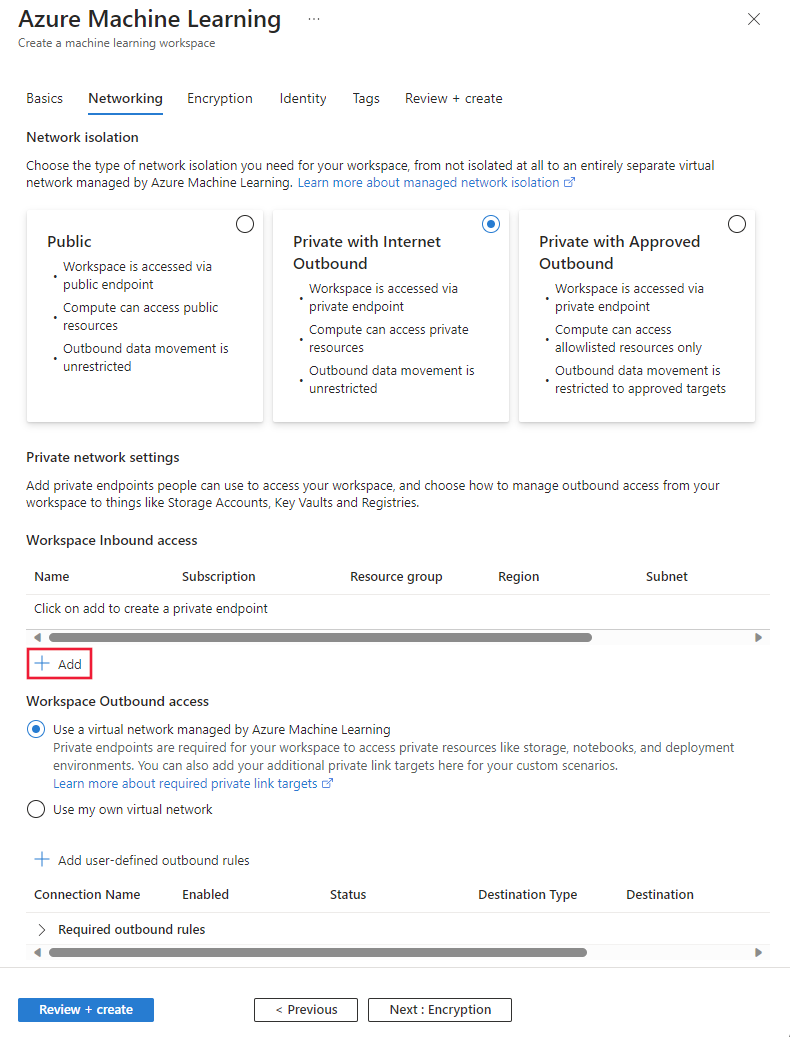 Azure Machine Learning ...
Create a machine learning workspace
Basics Networking Encryption Identity Tags Review + create
Network isolation
Choose the type of network isolation you need for your workspace, from not isolated at all to an entirely separate virtual
network managed by Azure Machine Learning. Learn more about managed network isolation
Public
• Workspace is accessed via
public endpoint
• Compute can access public
resources
• Outbound data movement is
unrestricted
Private with Internet
Outbound
• Workspace is accessed via
private endpoint
• Compute can access private
resources
• Outbound data movement is
unrestricted
Private with Approved
Outbound
• Workspace is accessed via
private endpoint
• Compute can access
allowlisted resources only
• Outbound data movement is
restricted to approved targets
Private network settings
Add private endpoints people can use to access your workspace, and choose how to manage outbound access from your
workspace to things like Storage Accounts, Key Vaults and Registries.
Workspace Inbound access
Name Subscription Resource group Region Subnet
Click on add to create a private endpoint
+ Add
Workspace Outbound access
Use a virtual network managed by Azure Machine Learning
Private endpoints are required for your workspace to access private resources like storage, notebooks, and deployment
environments. You can also add your additional private link targets here for your custom scenarios.
Learn more about required private link targets
Use my own virtual network
+ Add user-defined outbound rules
Connection Name Enabled Status Destination Type Destination
> Required outbound rules
Review + create < Previous Next : Encryption